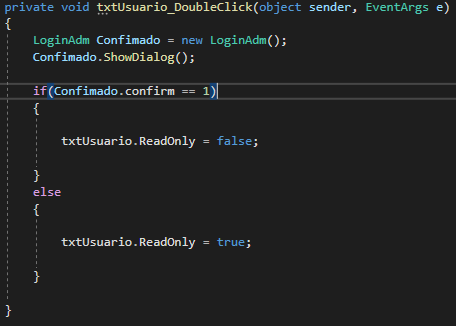 private void txtUsuario_DoubleClick(object sender, EventArgs e)
{
LoginAdm Confimado = new LoginAdm();
Confimado.ShowDialog();
if(Confimado.confirm == 1)
{
txtUsuario.ReadOnly = false;
}
else
{
txtUsuario.ReadOnly = true;
}
}